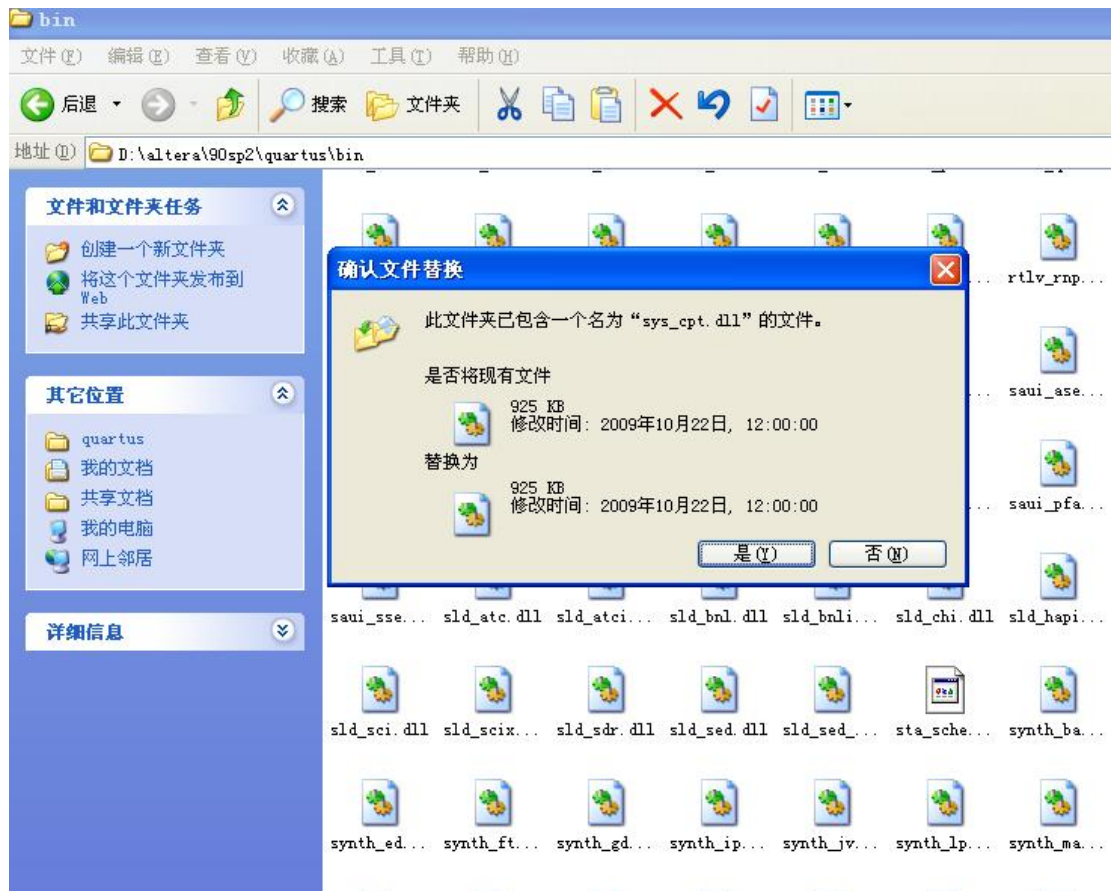 bin
文件(F) 编辑(E) 查看(V) 收藏(A) 工具(T) 帮助(H)
后退 搜索 文件夹
地址(D) D:\altera\90sp2\quartus\bin
文件和文件夹任务
创建一个新文件夹
将这个文件夹发布到
Web
共享此文件夹
其它位置
quartus
我的文档
共享文档
我的电脑
网上邻居
详细信息
确认文件替换
此文件夹已包含一个名为“sys_cpt.dll”的文件。
是否将现有文件
925 KB
修改时间: 2009年10月22日, 12:00:00
替换为
925 KB
修改时间: 2009年10月22日, 12:00:00
是(Y) 否(N)
... rtlv_rnp...
... saui_ase...
... saui_pfa...
saui_sse... sld_atc.dll sld_atci... sld_bnl.dll sld_bnli... sld_chi.dll sld_hapi...
sld_sci.dll sld_scix... sld_sdr.dll sld_sed.dll sld_sed_... sta_sche... synth_ba...
synth_ed... synth_ft... synth_gd... synth_ip... synth_jv... synth_lp... synth_ma...